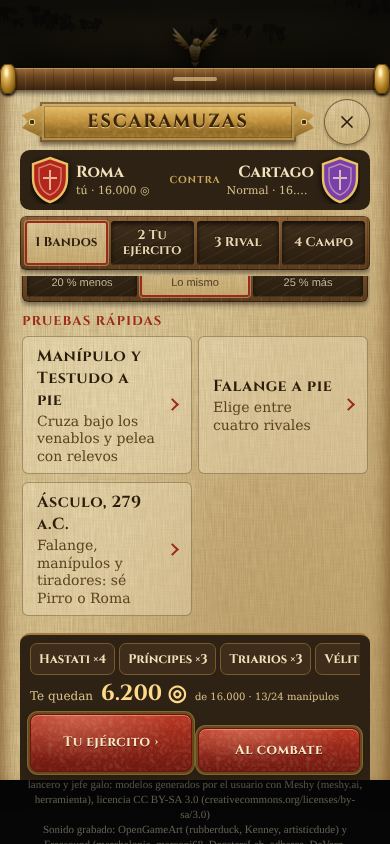 ESCARAMUZAS
×
ROMA
tú · 16.000 ◎
CONTRA
CARTAGO
Normal · 16.…
1 BANDOS
2 TU EJÉRCITO
3 RIVAL
4 CAMPO
20 % menos
Lo mismo
25 % más
PRUEBAS RÁPIDAS
MANÍPULO Y
TESTUDO A
PIE
Cruza bajo los
venablos y pelea
con relevos
FALANGE A PIE
Elige entre
cuatro rivales
ÁSCULO, 279
A.C.
Falange,
manípulos y
tiradores: sé
Pirro o Roma
HASTATI ×4
PRÍNCIPES ×3
TRIARIOS ×3
VÉLIT
Te quedan 6.200 ◎ de 16.000 · 13/24 manípulos
TU EJÉRCITO ›
AL COMBATE
lancero y jefe galo: modelos generados por el usuario con Meshy (meshy.ai,
herramienta), licencia CC BY-SA 3.0 (creativecommons.org/licenses/by-
sa/3.0)
Sonido grabado: OpenGameArt (rubberduck, Kenney, artisticdude) y